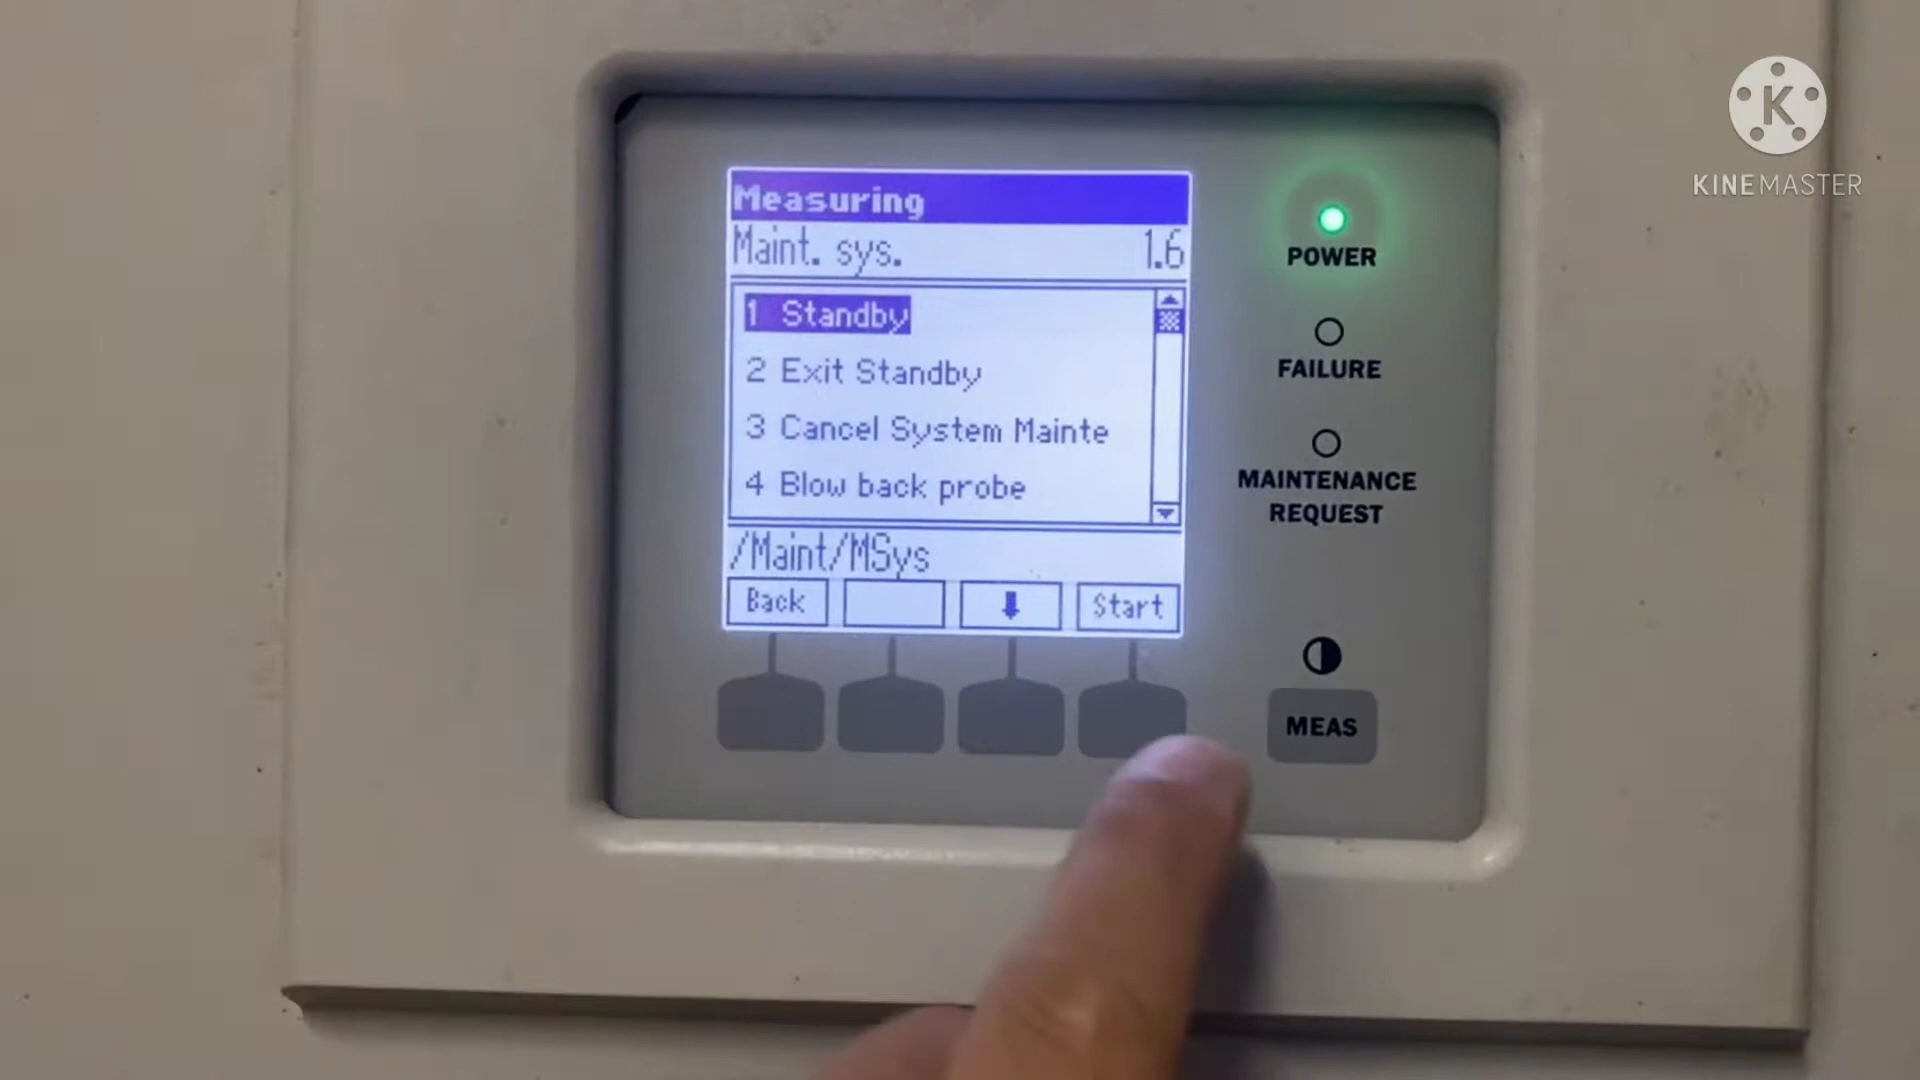 Measuring
Maint. sys. 1.6
1 Standby
2 Exit Standby
3 Cancel System Mainte
4 Blow back probe
/Maint/MSys
Back
Start
POWER
FAILURE
MAINTENANCE
REQUEST
MEAS
K
KINEMASTER